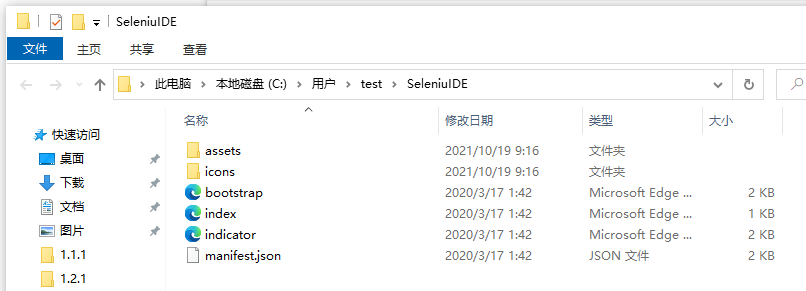 SeleniuIDE
文件 主页 共享 查看
此电脑 本地磁盘 (C:) 用户 test SeleniuIDE
名称 修改日期 类型 大小
快速访问
桌面
下载
文档
图片
1.1.1
1.2.1
assets 2021/10/19 9:16 文件夹
icons 2021/10/19 9:16 文件夹
bootstrap 2020/3/17 1:42 Microsoft Edge ... 2 KB
index 2020/3/17 1:42 Microsoft Edge ... 1 KB
indicator 2020/3/17 1:42 Microsoft Edge ... 2 KB
manifest.json 2020/3/17 1:42 JSON 文件 2 KB